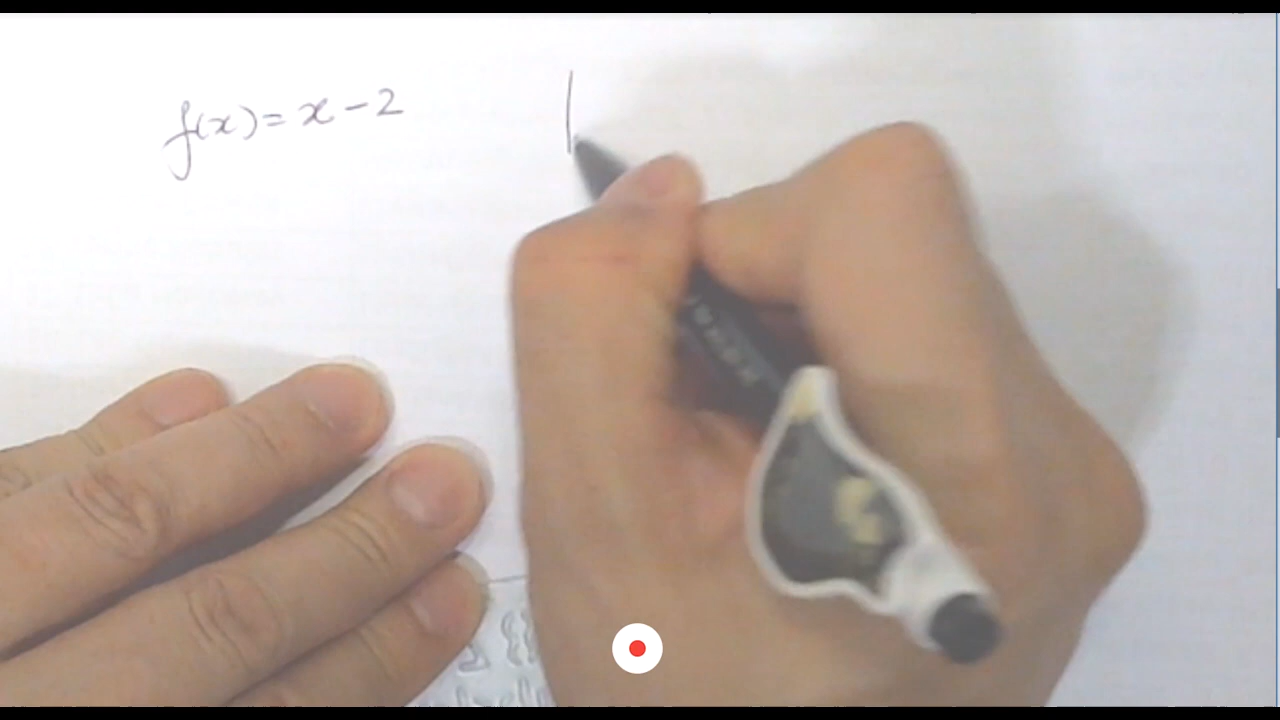 f(x) = x - 2